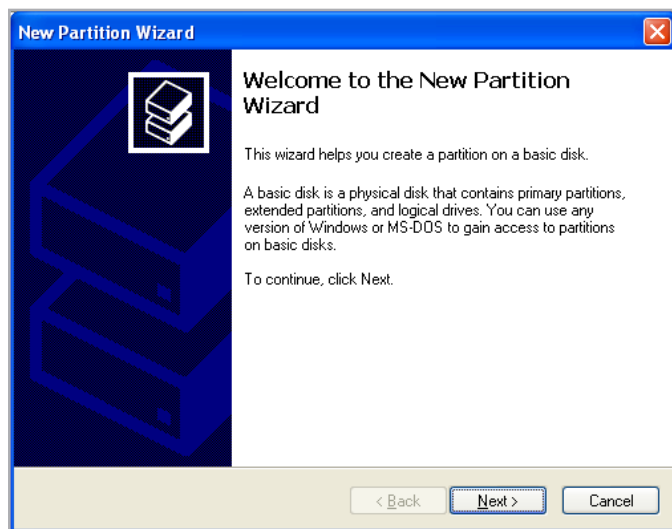 New Partition Wizard
Welcome to the New Partition
Wizard
This wizard helps you create a partition on a basic disk.
A basic disk is a physical disk that contains primary partitions,
extended partitions, and logical drives. You can use any
version of Windows or MS-DOS to gain access to partitions
on basic disks.
To continue, click Next.
< Back Next > Cancel